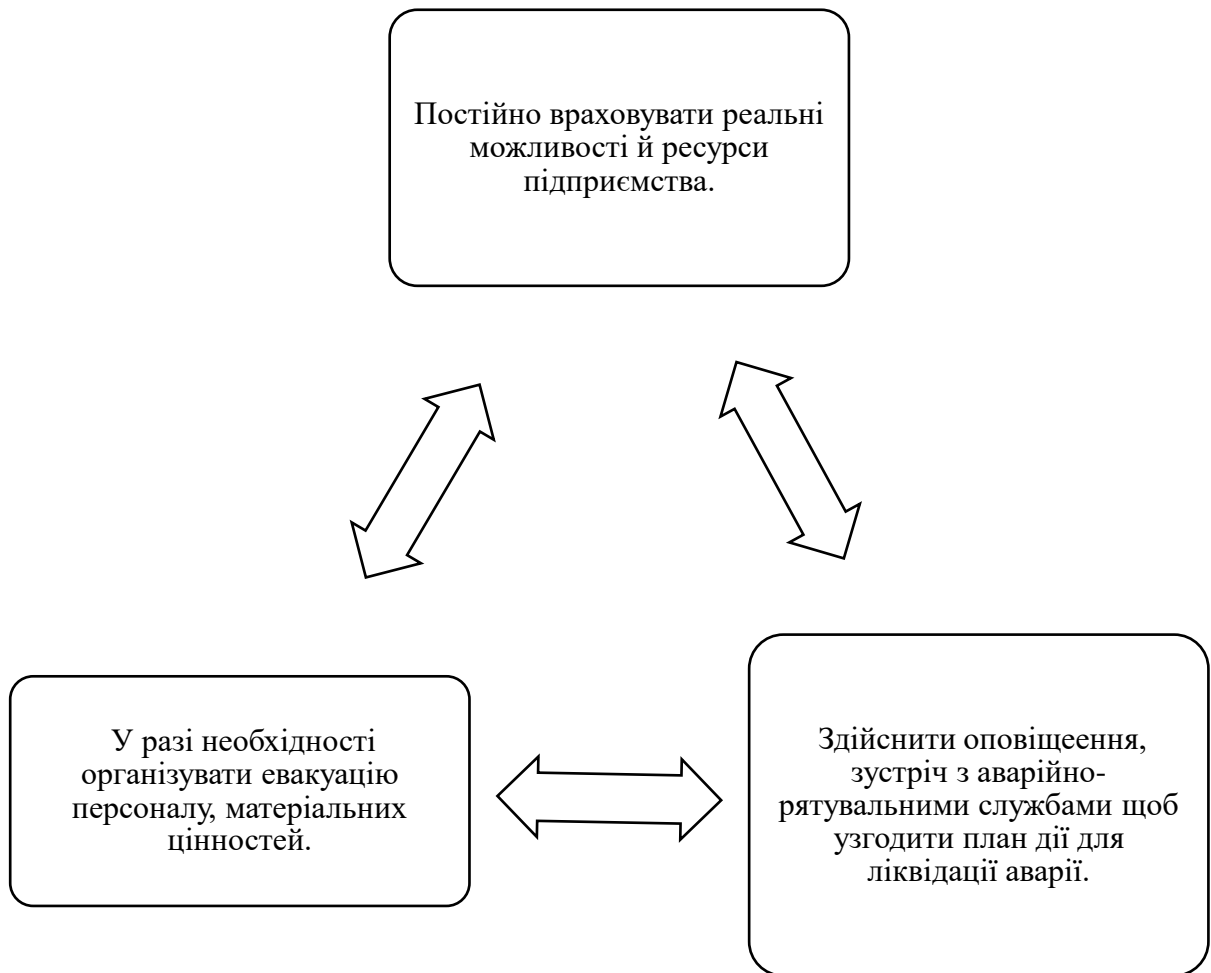 Постійно враховувати реальні
можливості й ресурси
підприємства.
У разі необхідності
організувати евакуацію
персоналу, матеріальних
цінностей.
Здійснити оповіщеення,
зустріч з аварійно-
рятувальними службами щоб
узгодити план дії для
ліквідації аварії.